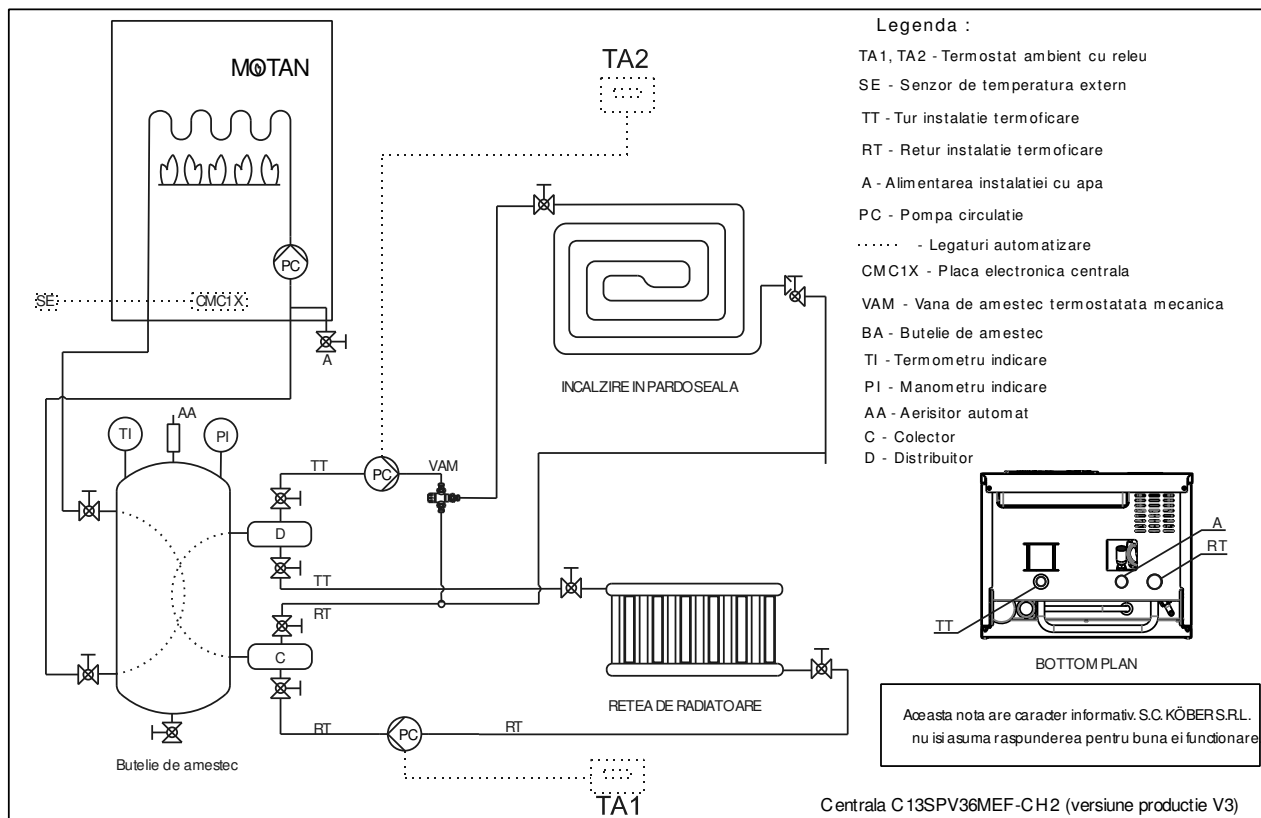 Legenda :
TA1, TA2 - Termostat ambient cu releu
SE - Senzor de temperatura extern
TT - Tur instalatie termoficare
RT - Retur instalatie termoficare
A - Alimentarea instalatiei cu apa
PC - Pompa circulatie
...... - Legaturi automatizare
CMC1X - Placa electronica centrala
VAM - Vana de amestec termostatata mecanica
BA - Butelie de amestec
TI - Termometru indicare
PI - Manometru indicare
AA - Aerisitor automat
C - Colector
D - Distribuitor
MOTAN
TA2
PC
SE
CMC1X
A
INCALZIRE IN PARDOSEALA
AA
TI
PI
TT
PC
VAM
D
TT
RT
C
RETEA DE RADIATOARE
RT
PC
RT
Butelie de amestec
TA1
A
RT
TT
BOTTOM PLAN
Aceasta nota are caracter informativ. S.C. KÖBER S.R.L.
nu isi asuma raspunderea pentru buna ei functionare
Centrala C13SPV36MEF-CH2 (versiune productie V3)